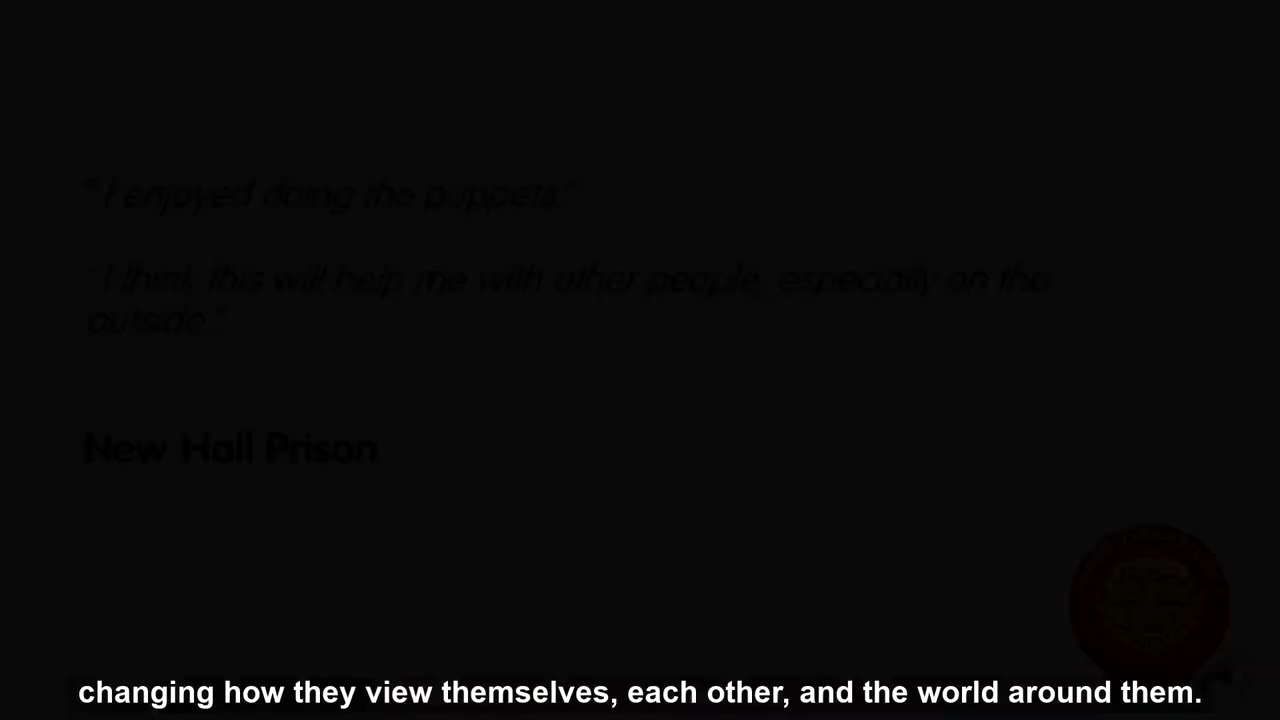 "I enjoyed doing the puppets."
"I think this will help me with other people, especially on the
outside."
New Hall Prison
changing how they view themselves, each other, and the world around them.